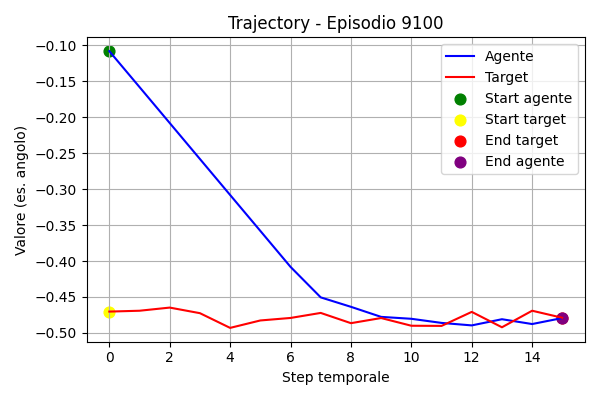 Trajectory - Episodio 9100
Valore (es. angolo)
−0.10
−0.15
−0.20
−0.25
−0.30
−0.35
−0.40
−0.45
−0.50
Agente
Target
Start agente
Start target
End target
End agente
0 2 4 6 8 10 12 14
Step temporale